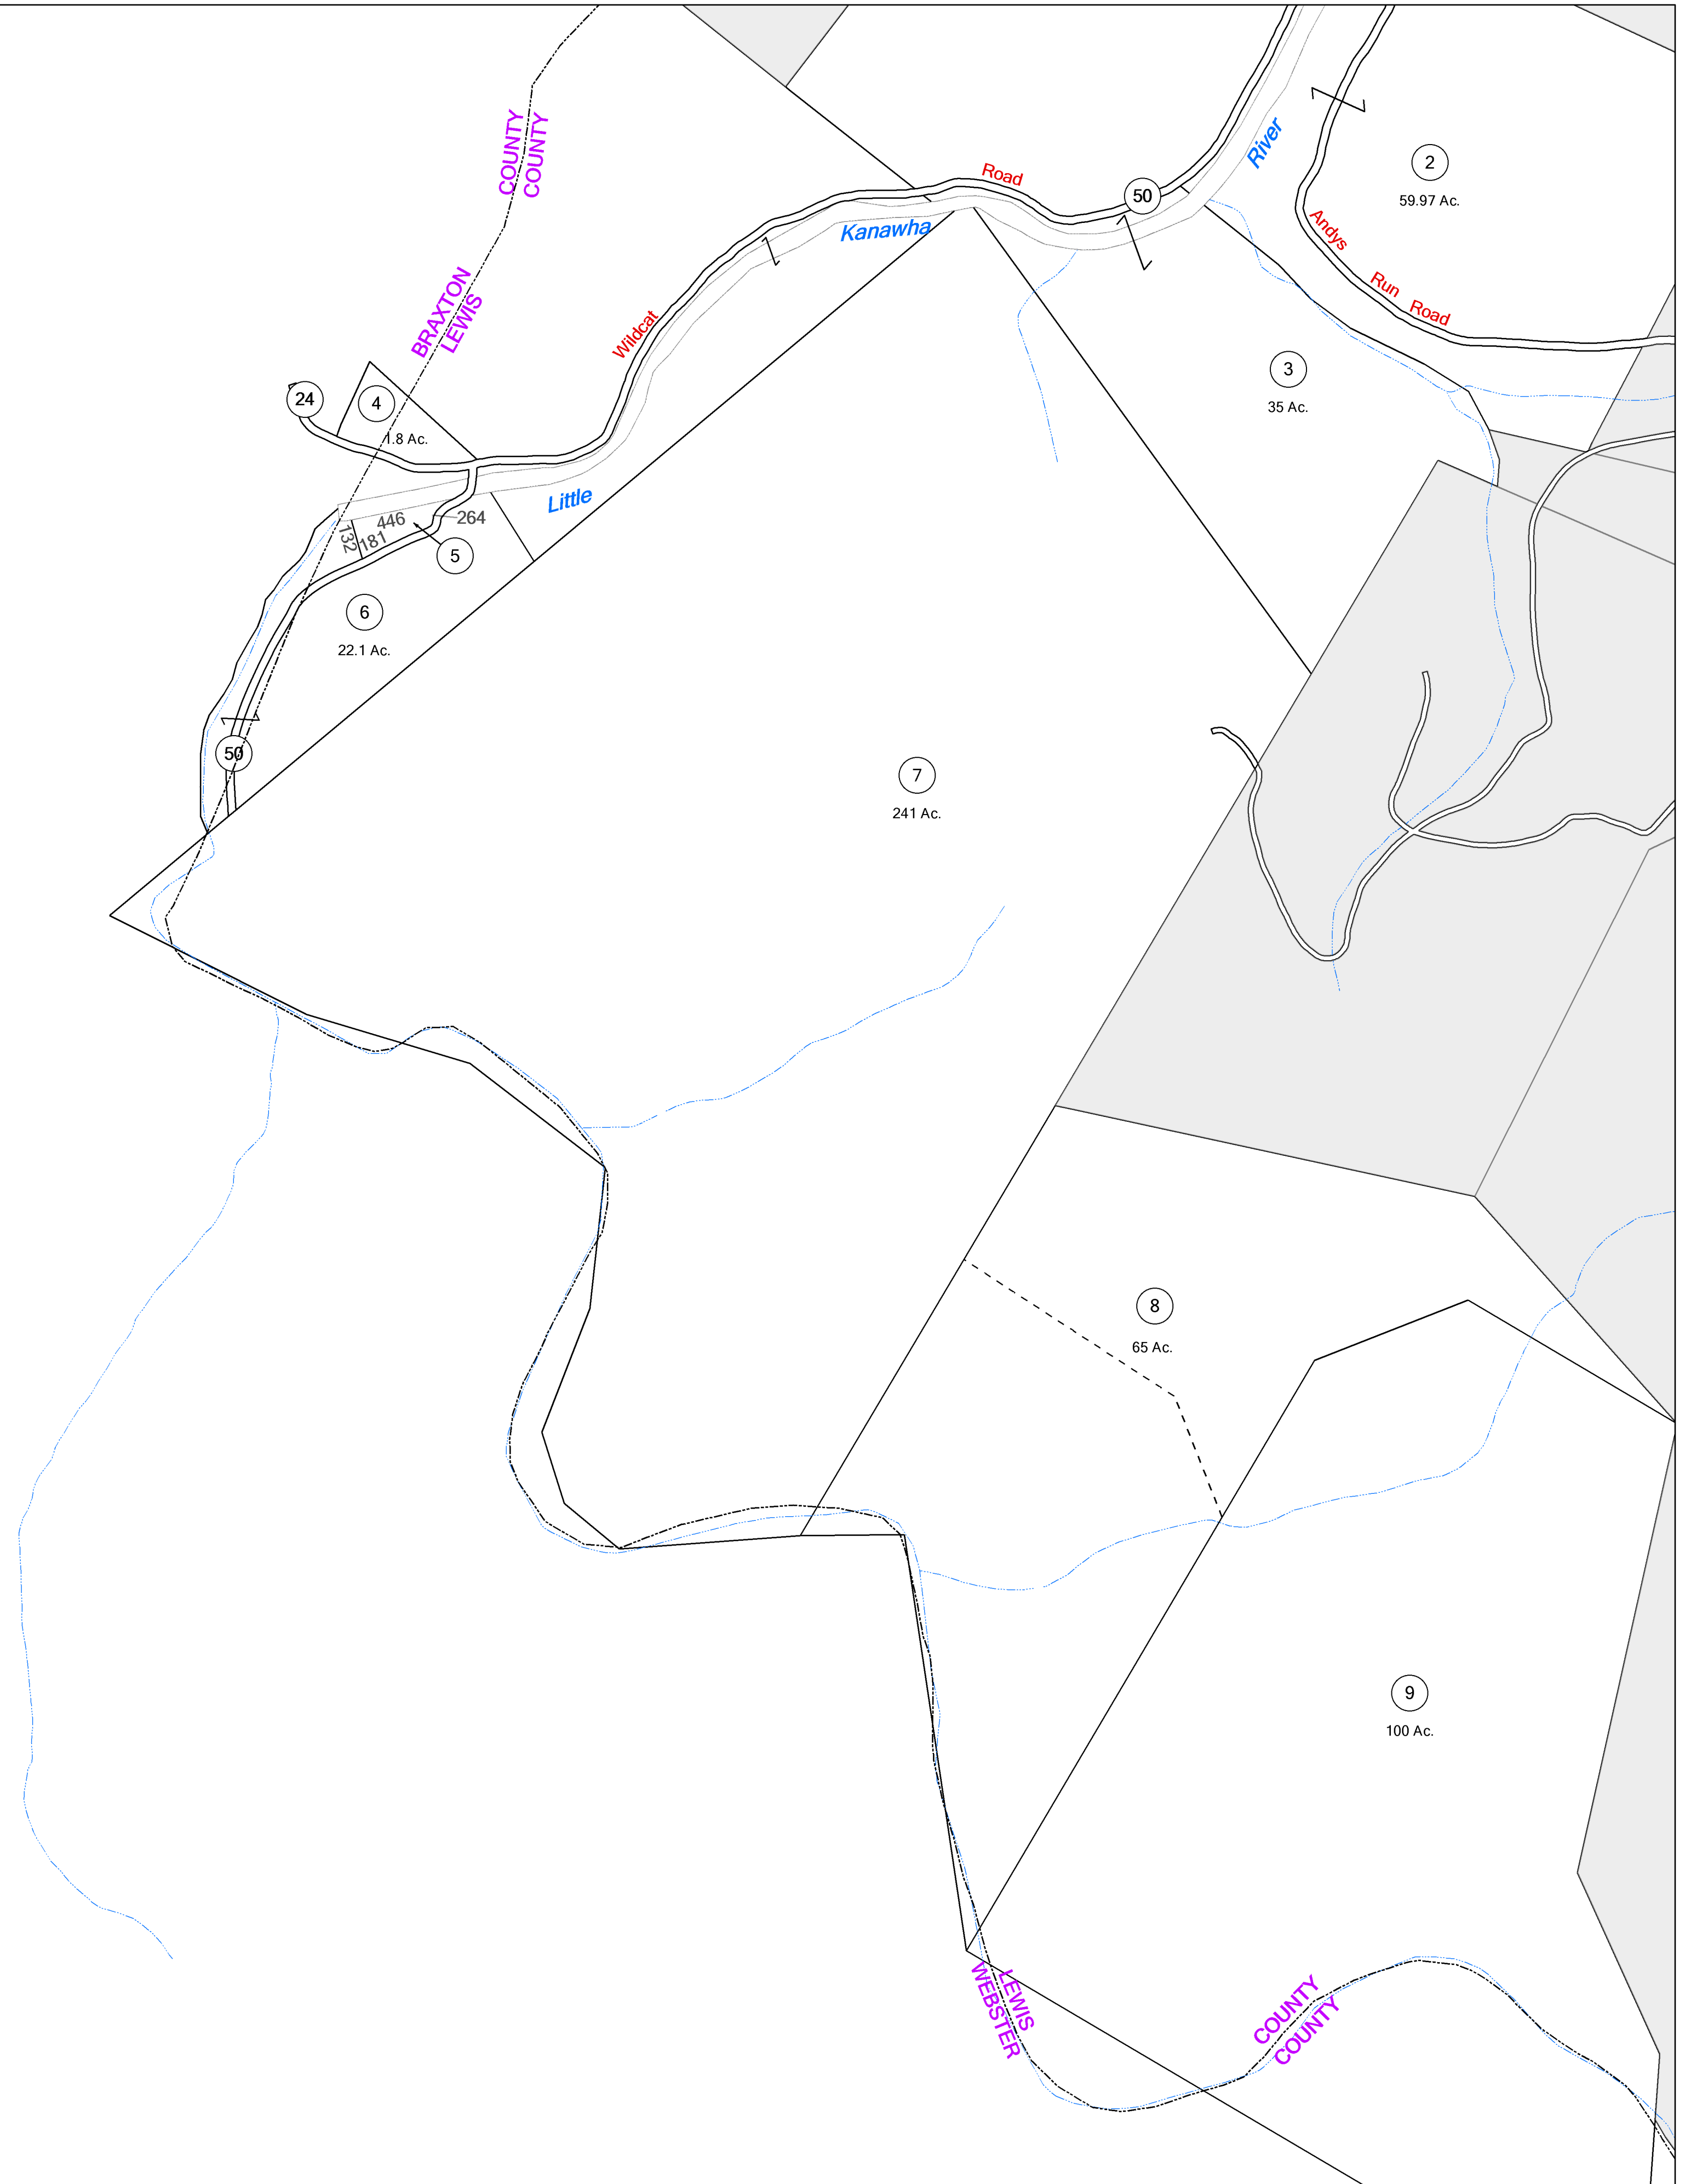 COUNTY
COUNTY
River
2
59.97 Ac.
Road
50
Kanawha
Andys
Run Road
BRAXTON
LEWIS
Wildcat
3
35 Ac.
24
4
1.8 Ac.
Little
446
264
132
181
5
6
22.1 Ac.
50
7
241 Ac.
8
65 Ac.
9
100 Ac.
LEWIS
WEBSTER
COUNTY
COUNTY